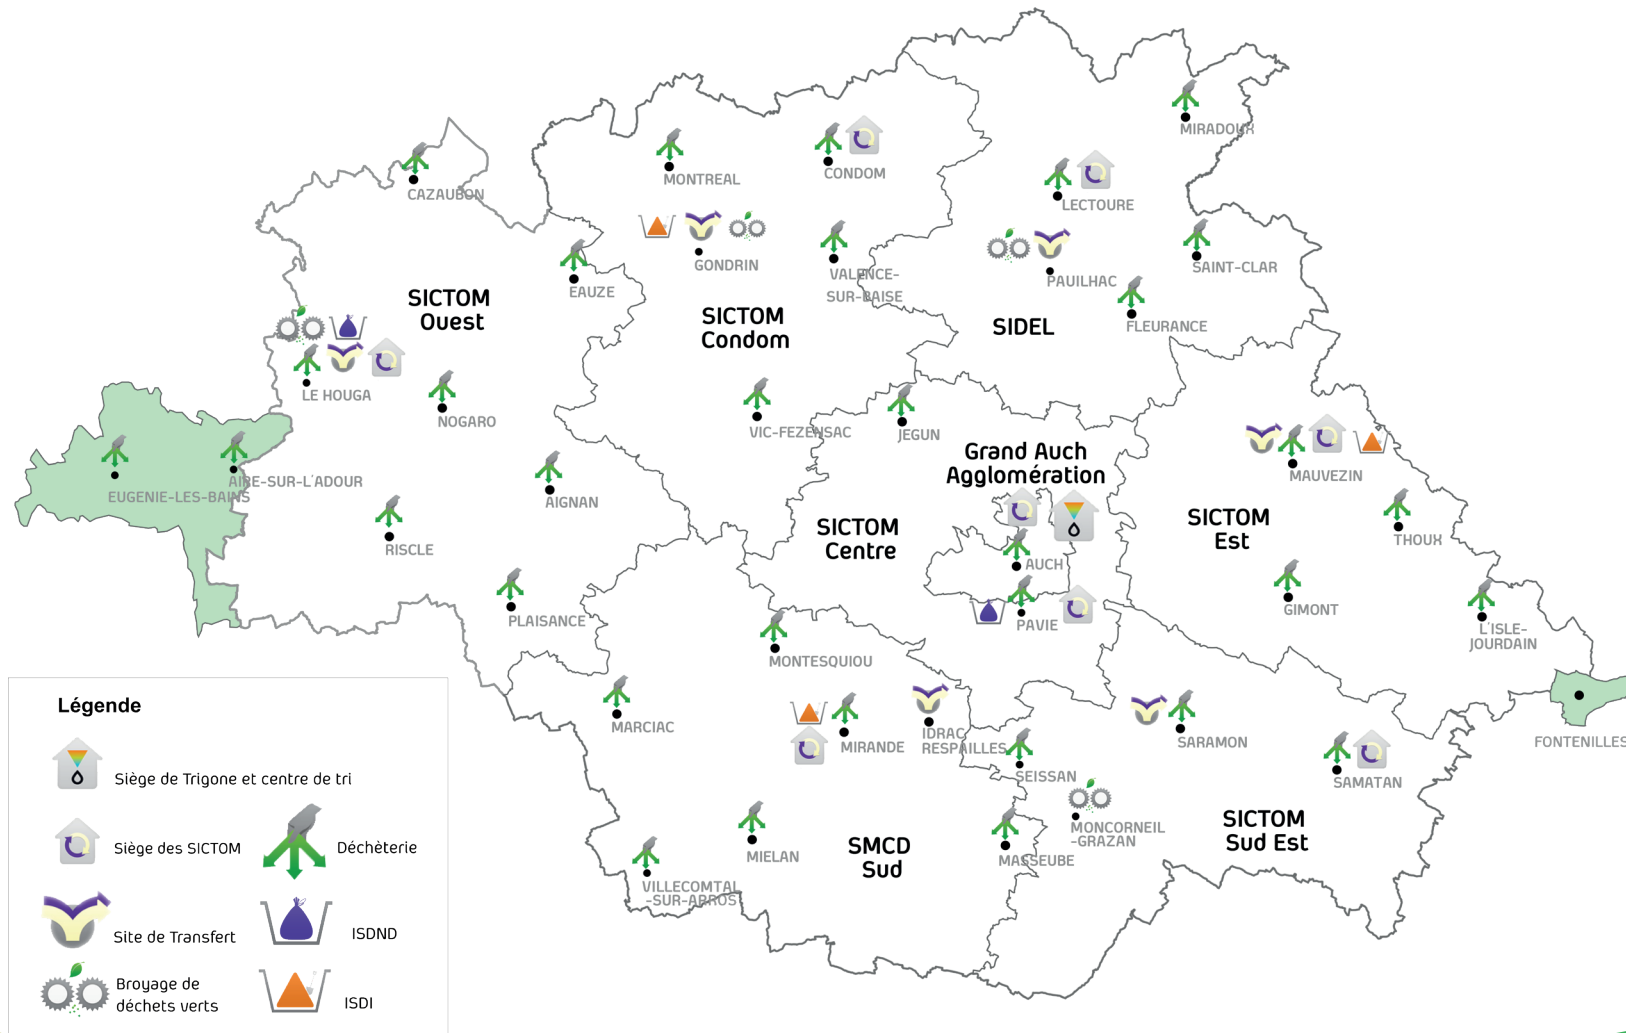 MIRADOUX
CAZAUBON
MONTREAL
CONDOM
LECTOURE
GONDRIN
VALENCE-
SUR-BAISE
PAUILHAC
SAINT-CLAR
EAUZE
SICTOM
Ouest
SICTOM
Condom
SIDEL
FLEURANCE
LE HOUGA
NOGARO
VIC-FEZENSAC
JEGUN
Grand Auch
Agglomération
MAUVEZIN
EUGENIE-LES-BAINS
AIRE-SUR-L'ADOUR
AIGNAN
SICTOM
Centre
SICTOM
Est
THOUX
RISCLE
AUCH
PLAISANCE
PAVIE
GIMONT
L'ISLE-
JOURDAIN
MONTESQUIOU
MARCIAC
MIRANDE
IDRAC
RESPAILLES
SARAMON
FONTENILLES
SEISSAN
SAMATAN
MONCORNEIL
-GRAZAN
SICTOM
Sud Est
MIELAN
SMCD
Sud
MASSEUBE
VILLECOMTAL
-SUR-ARROS
Légende
Siège de Trigone et centre de tri
Siège des SICTOM
Déchèterie
Site de Transfert
ISDND
Broyage de
déchets verts
ISDI